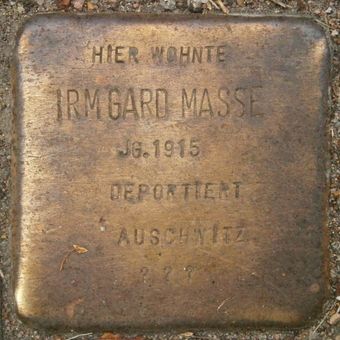 HIER WOHNTE
IRMGARD MASSE
JG.1915
DEPORTIERT
AUSCHWITZ
? ? ?